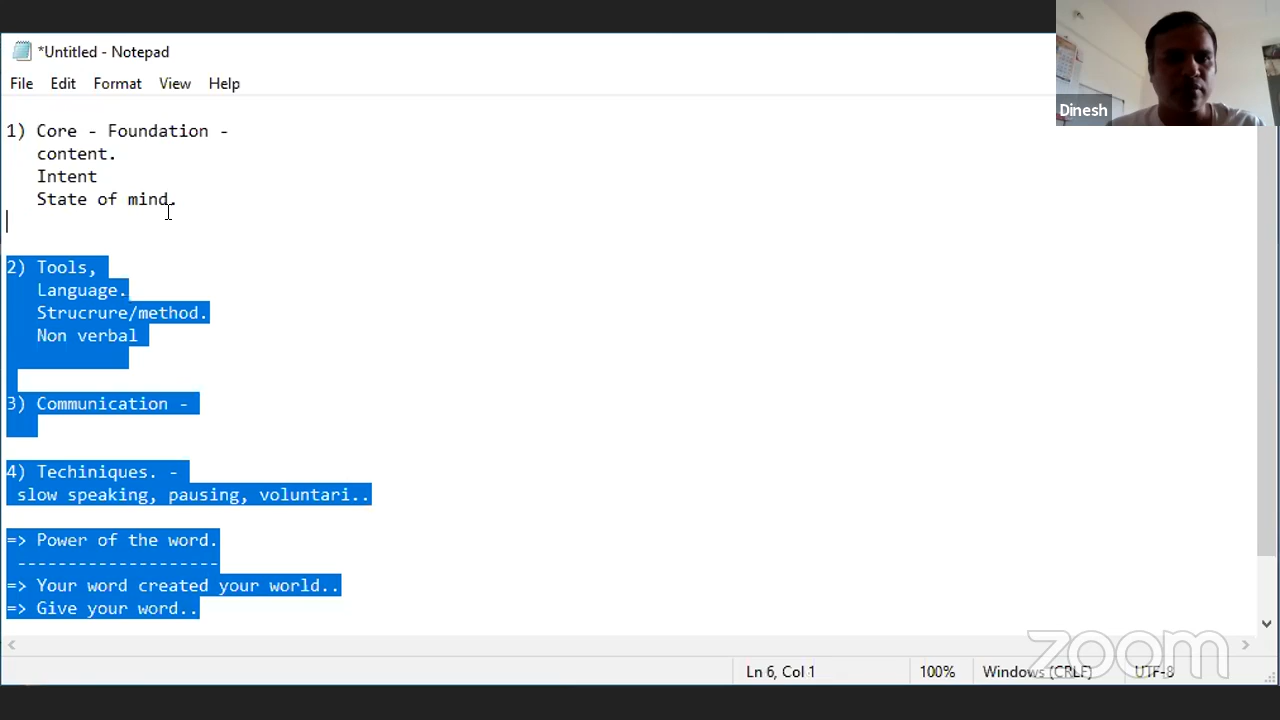 *Untitled - Notepad
File Edit Format View Help
Dinesh
1) Core - Foundation -
content.
Intent
State of mind.
2) Tools,
Language.
Strucrure/method.
Non verbal
3) Communication -
4) Techiniques. -
slow speaking, pausing, voluntari..
=> Power of the word.
--------------------
=> Your word created your world..
=> Give your word..
zoom
Ln 6, Col 1 100% Windows (CRLF) UTF-8